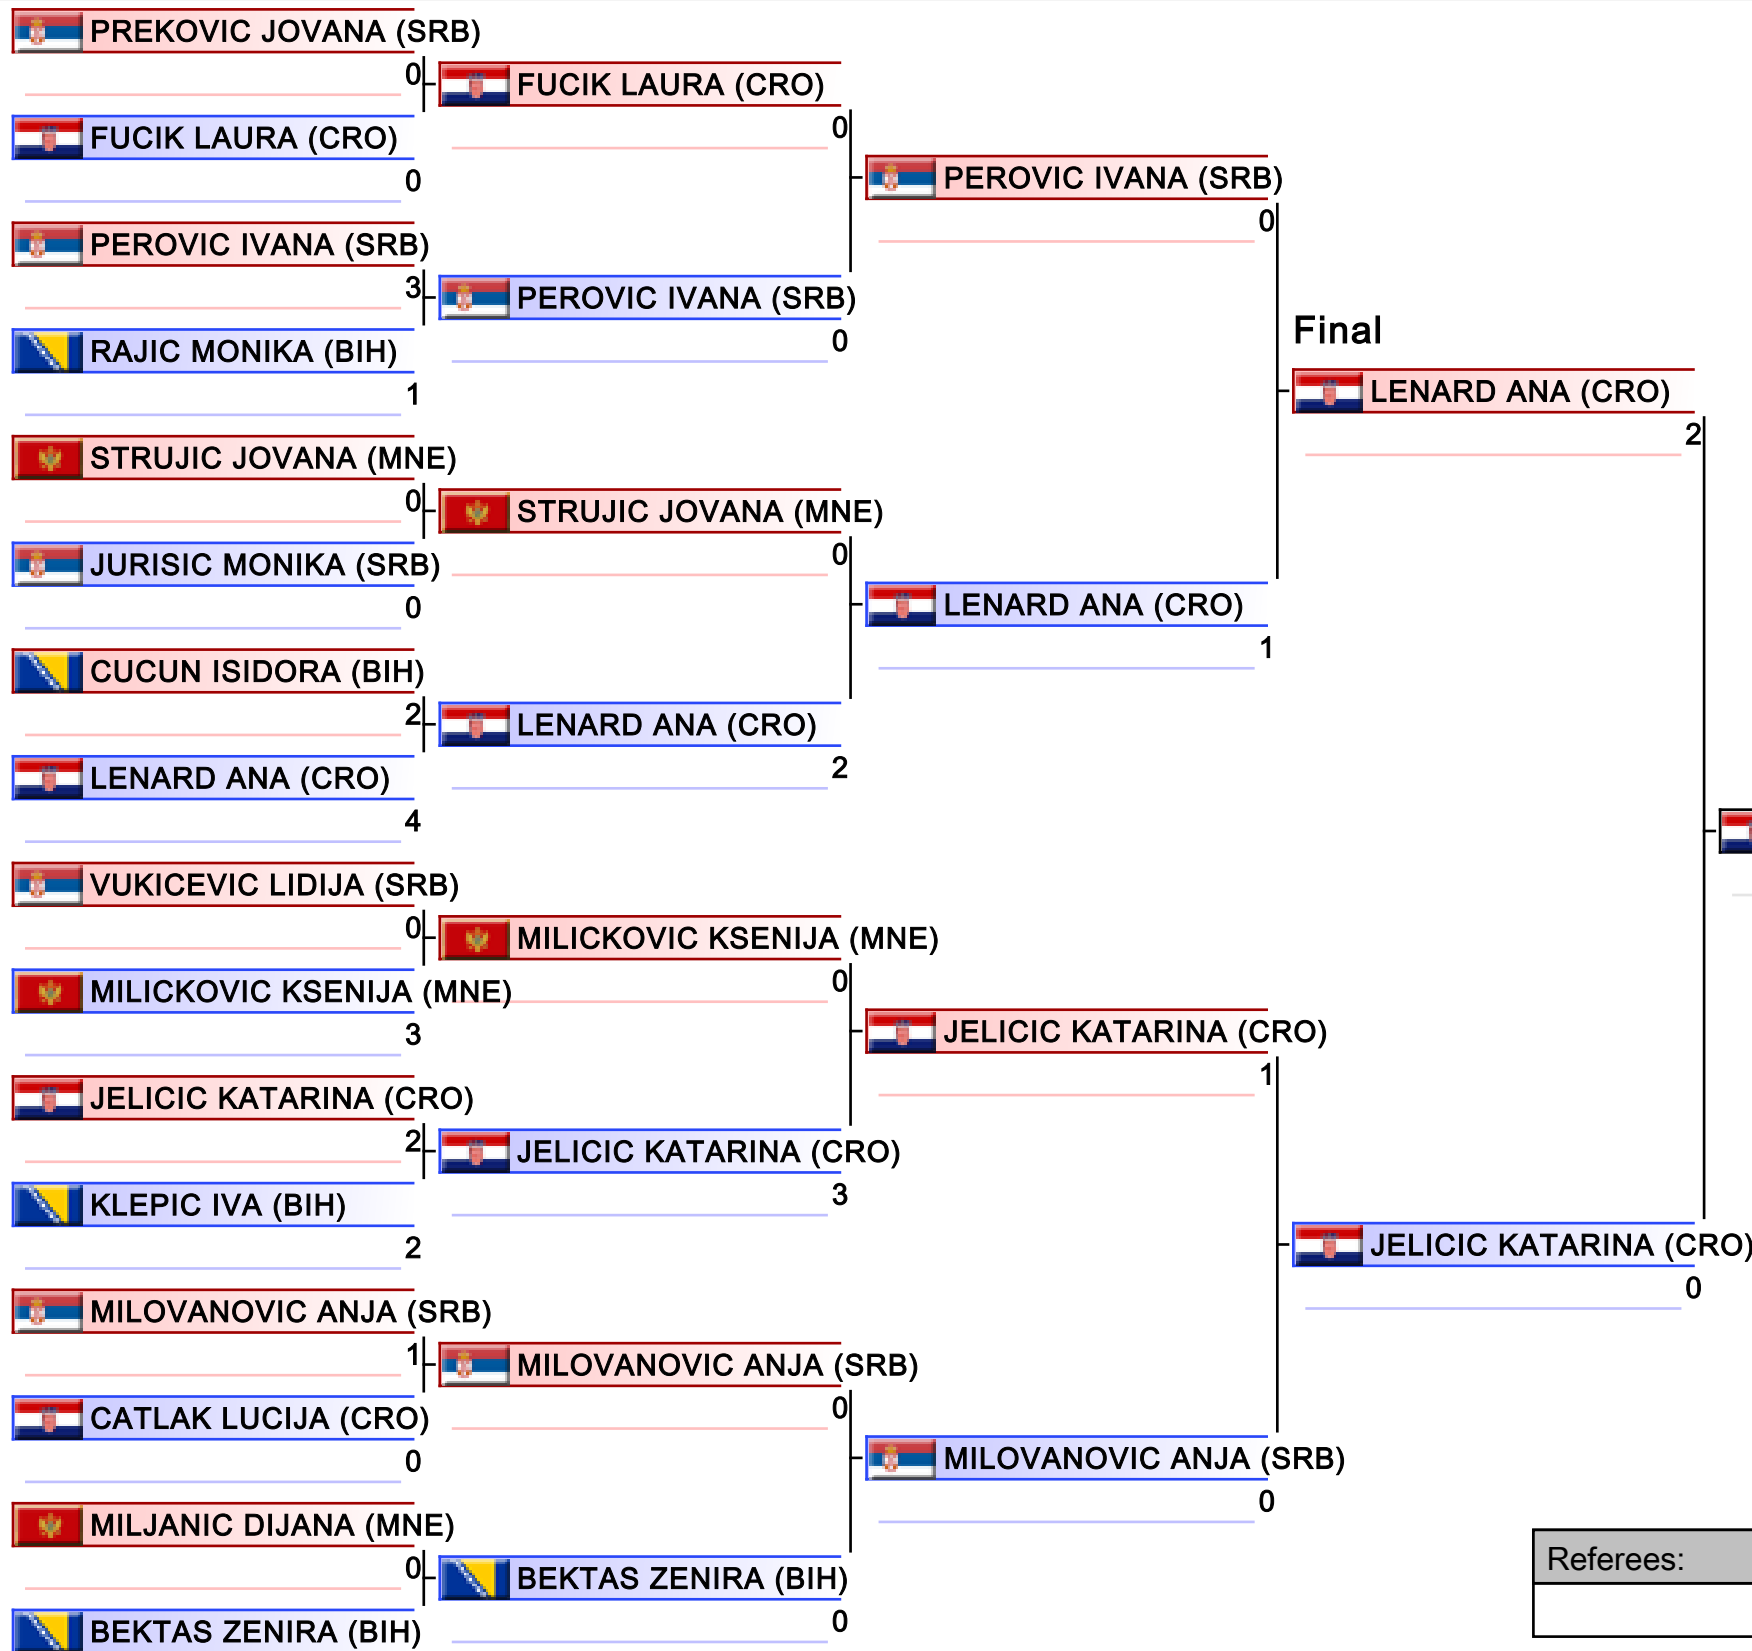 PREKOVIC JOVANA (SRB)
0
FUCIK LAURA (CRO)
0
PEROVIC IVANA (SRB)
3
RAJIC MONIKA (BIH)
1
STRUJIC JOVANA (MNE)
0
JURISIC MONIKA (SRB)
0
CUCUN ISIDORA (BIH)
2
LENARD ANA (CRO)
4
VUKICEVIC LIDIJA (SRB)
0
MILICKOVIC KSENIJA (MNE)
3
JELICIC KATARINA (CRO)
2
KLEPIC IVA (BIH)
2
MILOVANOVIC ANJA (SRB)
1
CATLAK LUCIJA (CRO)
0
MILJANIC DIJANA (MNE)
0
BEKTAS ZENIRA (BIH)
FUCIK LAURA (CRO)
0
PEROVIC IVANA (SRB)
0
STRUJIC JOVANA (MNE)
0
LENARD ANA (CRO)
2
MILICKOVIC KSENIJA (MNE)
0
JELICIC KATARINA (CRO)
3
MILOVANOVIC ANJA (SRB)
0
BEKTAS ZENIRA (BIH)
0
PEROVIC IVANA (SRB)
0
LENARD ANA (CRO)
1
JELICIC KATARINA (CRO)
1
MILOVANOVIC ANJA (SRB)
0
Final
LENARD ANA (CRO)
2
JELICIC KATARINA (CRO)
0
Referees: